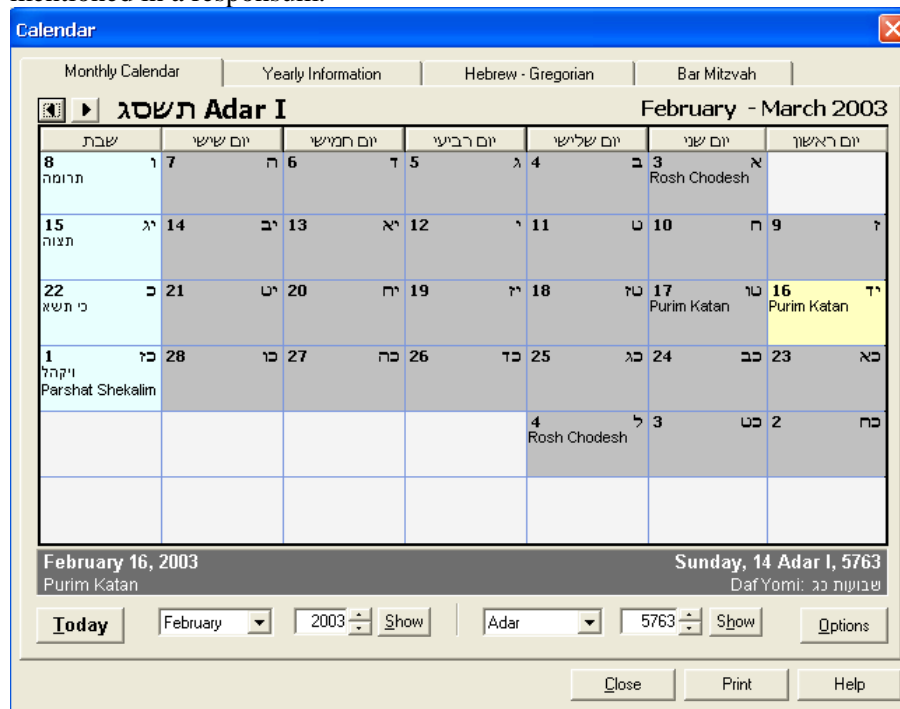 mentioned in a responsum.
Calendar
Monthly Calendar Yearly Information Hebrew - Gregorian Bar Mitzvah
תשסג Adar I February - March 2003
יום ראשון יום שני יום שלישי יום רביעי יום חמישי יום שישי שבת
3 א 4 ב 5 ג 6 ד 7 ה 8 ו
Rosh Chodesh תרומה
9 ז 10 ח 11 ט 12 י 13 יא 14 יב 15 יג
תצוה
16 יד 17 טו 18 טז 19 יז 20 יח 21 יט 22 כ
Purim Katan Purim Katan כי תשא
23 כא 24 כב 25 כג 26 כד 27 כה 28 כו 1 כז
ויקהל
Parshat Shekalim
2 כח 3 כט 4 ל
Rosh Chodesh
February 16, 2003 Sunday, 14 Adar I, 5763
Purim Katan Daf Yomi: שבועות כג
Today February 2003 Show Adar 5763 Show Options
Close Print Help